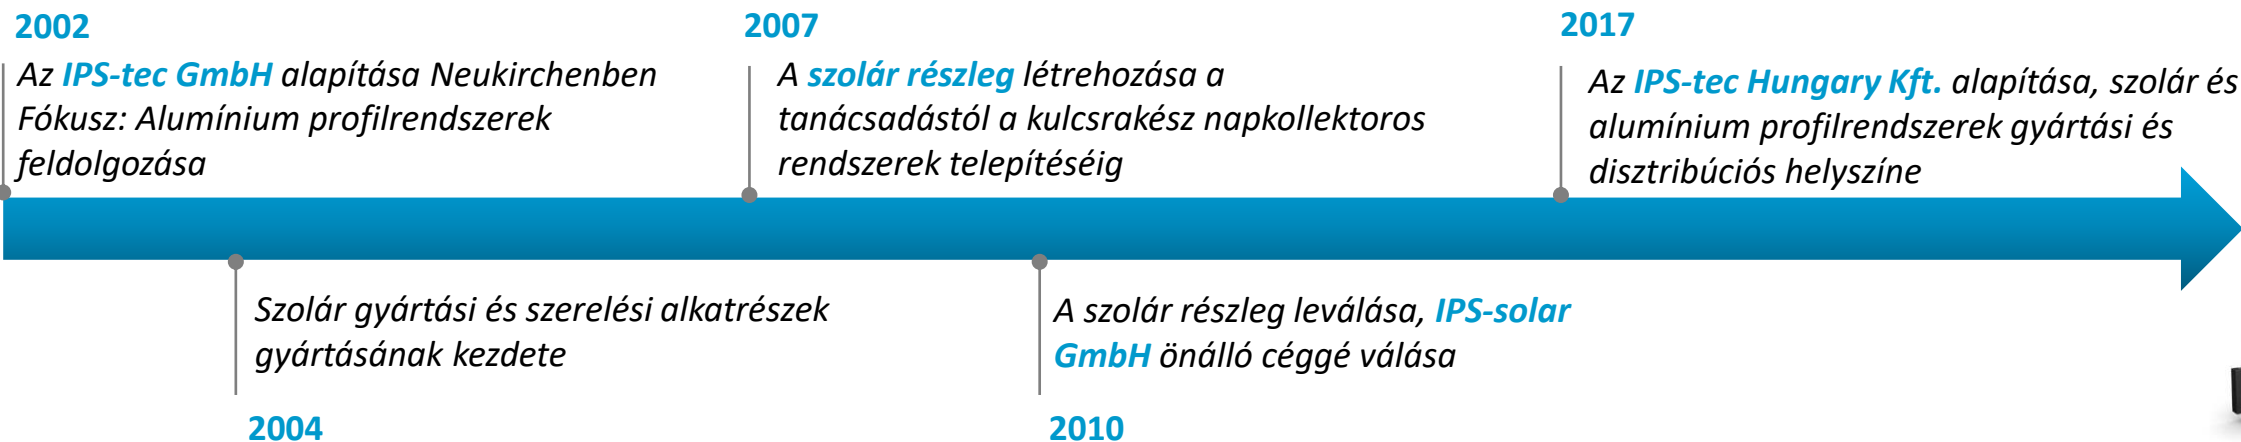 2002
Az IPS-tec GmbH alapítása Neukirchenben
Fókusz: Alumínium profilrendszerek
feldolgozása
2007
A szolár részleg létrehozása a
tanácsadástól a kulcsrakész napkollektoros
rendszerek telepítéséig
2017
Az IPS-tec Hungary Kft. alapítása, szolár és
alumínium profilrendszerek gyártási és
disztribúciós helyszíne
Szolár gyártási és szerelési alkatrészek
gyártásának kezdete
2004
A szolár részleg leválása, IPS-solar
GmbH önálló céggé válása
2010